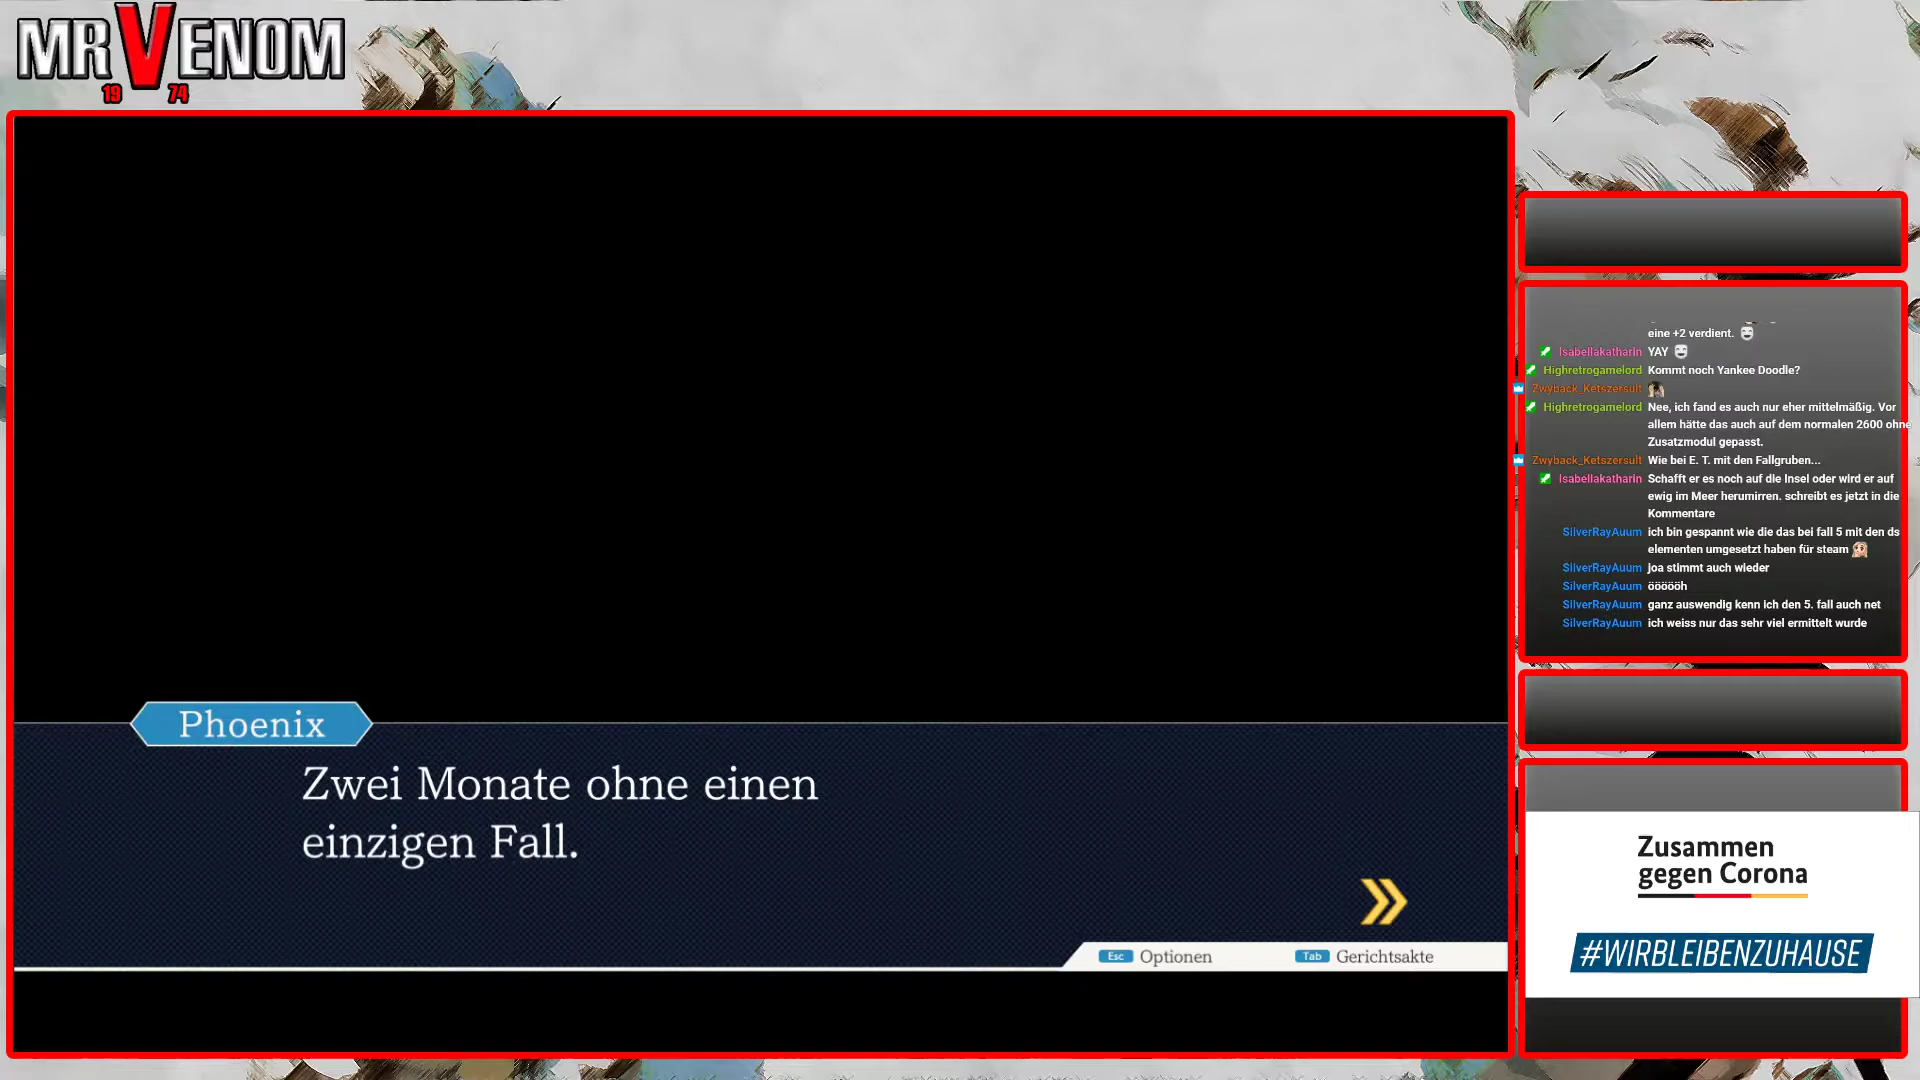 MRVENOM
19 74
eine +2 verdient.
Isabellakatharin YAY
Highretrogamelord Kommt noch Yankee Doodle?
Zwyback_Ketszersult
Highretrogamelord Nee, ich fand es auch nur eher mittelmäßig. Vor
allem hätte das auch auf dem normalen 2600 ohne
Zusatzmodul gepasst.
Zwyback_Ketszersult Wie bei E. T. mit den Fallgruben...
Isabellakatharin Schafft er es noch auf die Insel oder wird er auf
ewig im Meer herumirren. schreibt es jetzt in die
Kommentare
SilverRayAuum ich bin gespannt wie die das bei fall 5 mit den ds
elementen umgesetzt haben für steam
SilverRayAuum joa stimmt auch wieder
SilverRayAuum öööööh
SilverRayAuum ganz auswendig kenn ich den 5. fall auch net
SilverRayAuum ich weiss nur das sehr viel ermittelt wurde
Phoenix
Zwei Monate ohne einen
einzigen Fall.
Esc Optionen Tab Gerichtsakte
Zusammen
gegen Corona
#WIRBLEIBENZUHAUSE